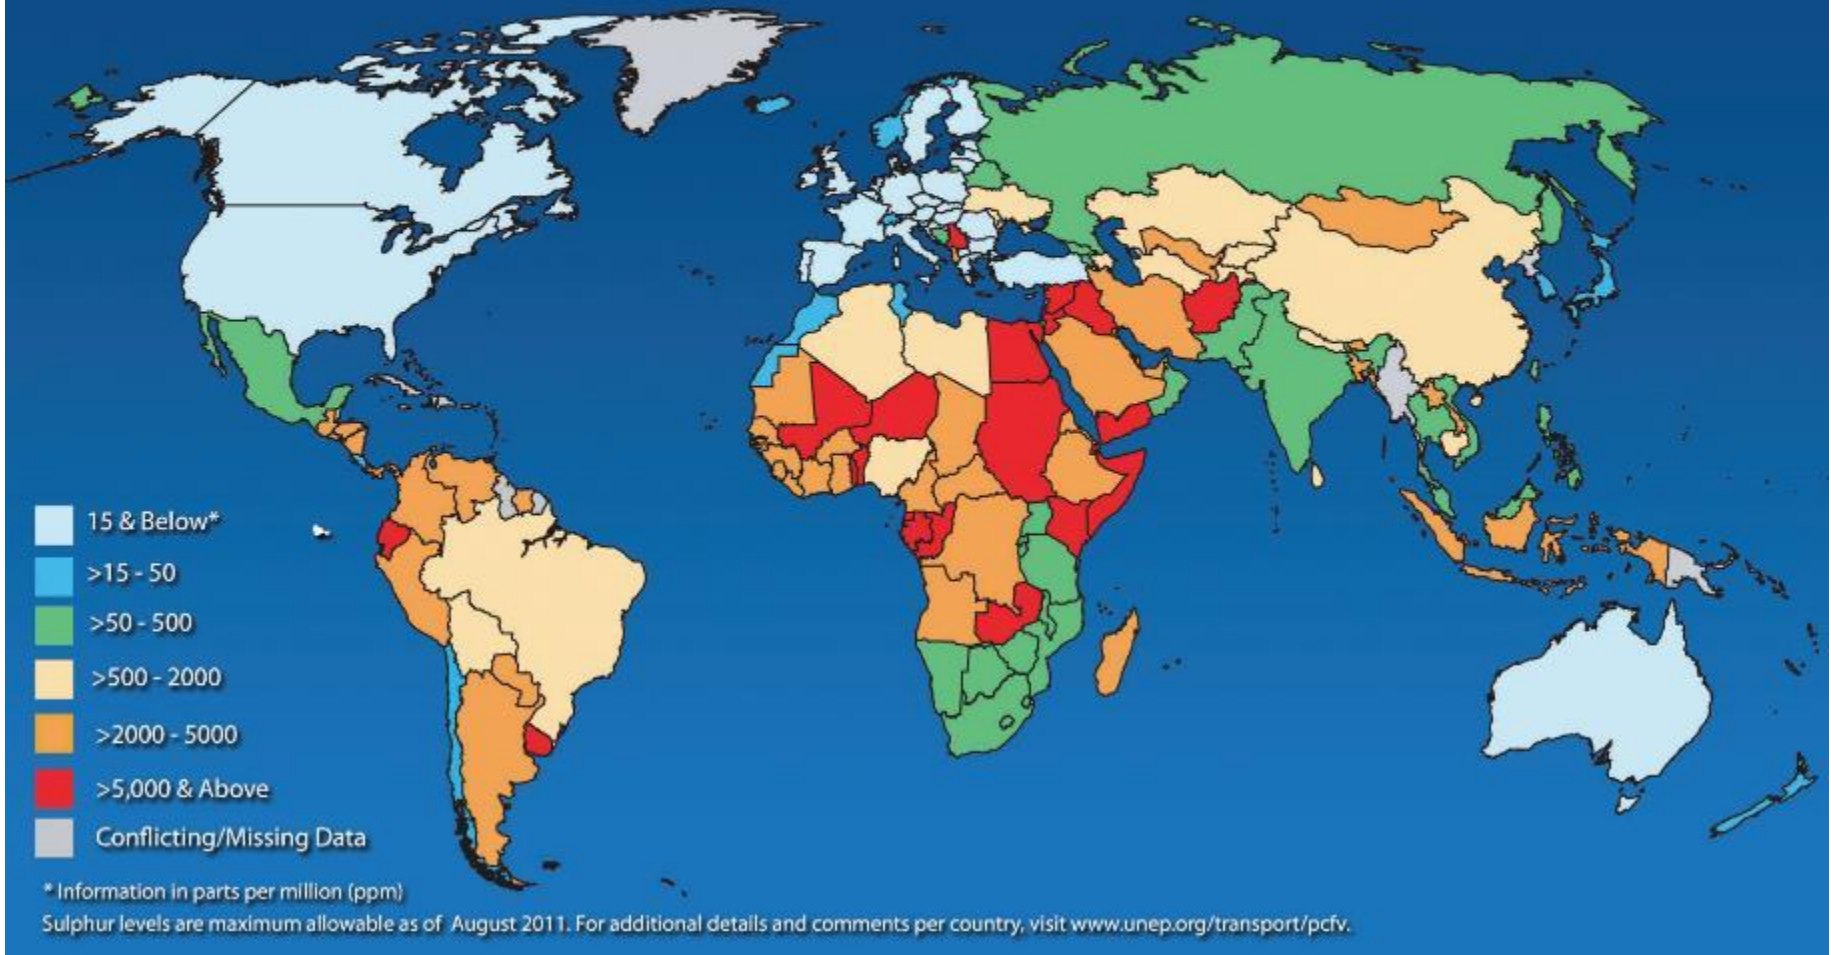 15 & Below*
>15 - 50
>50 - 500
>500 - 2000
>2000 - 5000
>5,000 & Above
Conflicting/Missing Data
* Information in parts per million (ppm)
Sulphur levels are maximum allowable as of August 2011. For additional details and comments per country, visit www.unep.org/transport/pcfv.